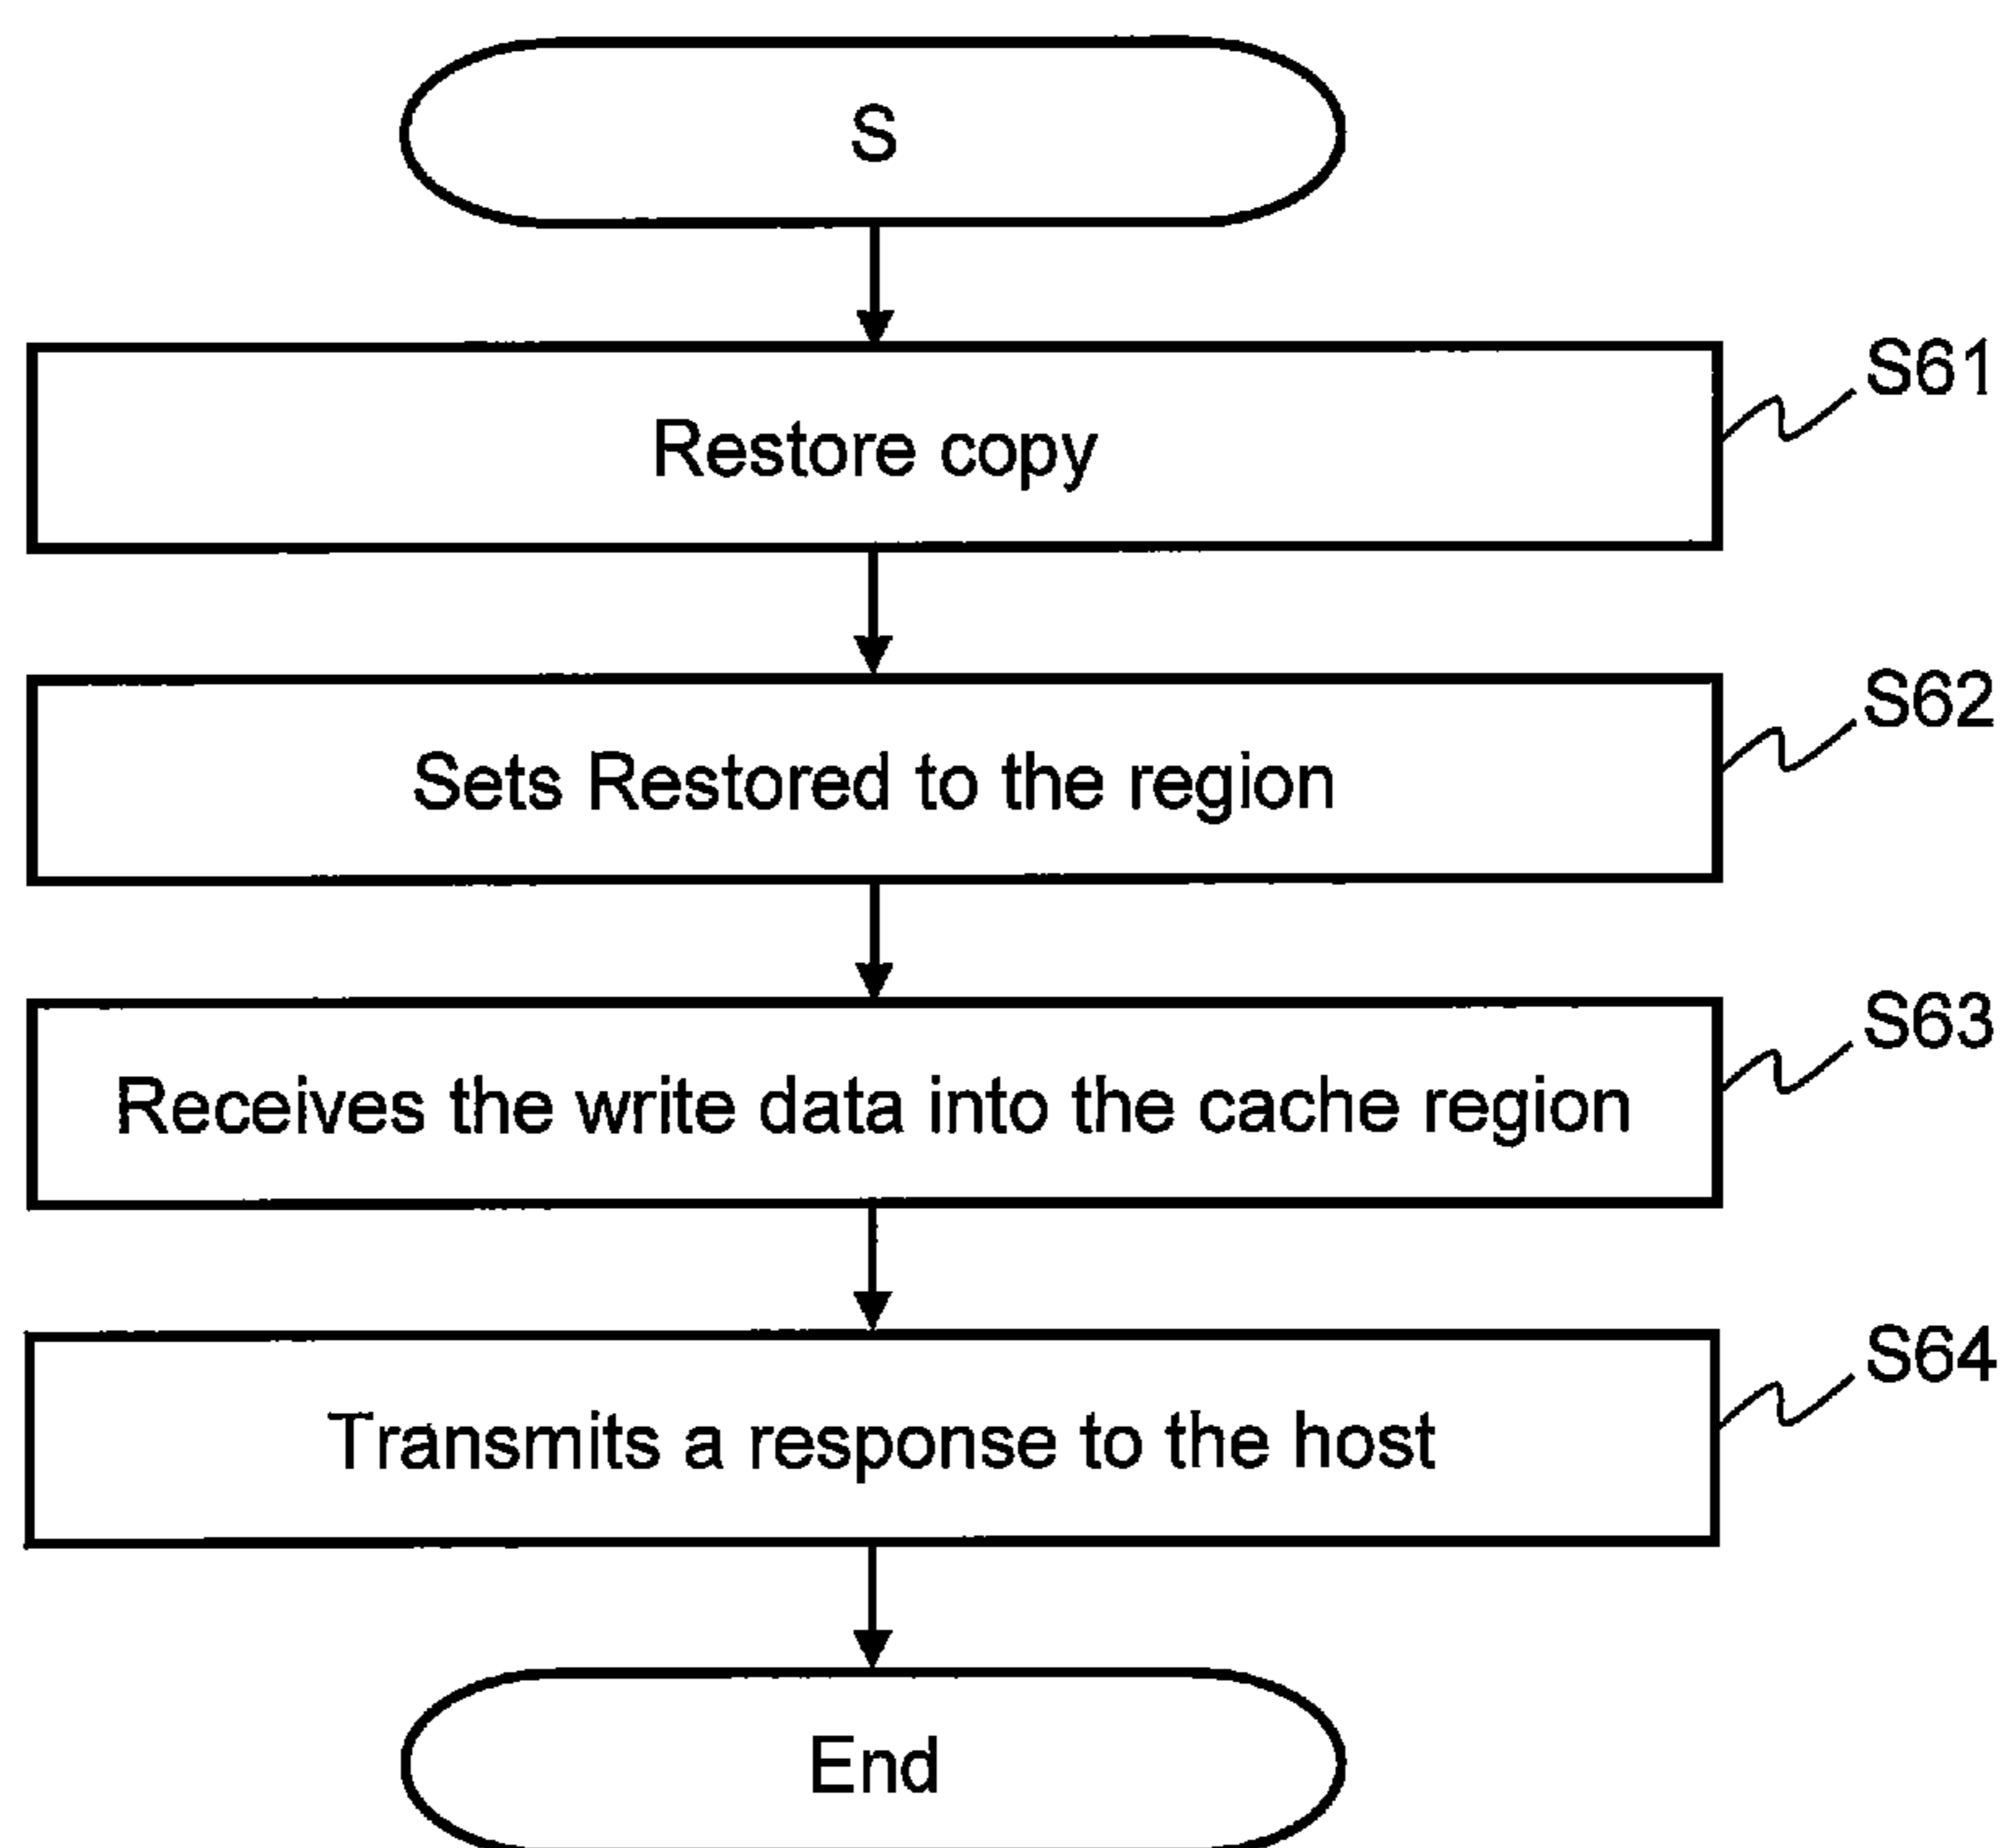 S
S61
Restore copy
S62
Sets Restored to the region
S63
Receives the write data into the cache region
S64
Transmits a response to the host
End